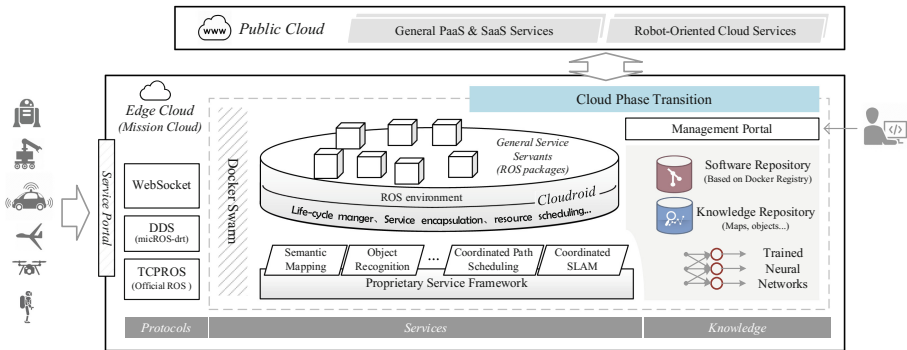 www
Public Cloud
General PaaS & SaaS Services
Robot-Oriented Cloud Services
Edge Cloud
(Mission Cloud)
Cloud Phase Transition
Management Portal
</>
Service Portal
WebSocket
DDS
(micROS-drt)
TCPROS
(Official ROS )
Docker Swarm
General Service
Servants
(ROS packages)
ROS environment
Cloudroid
Life-cycle manger、Service encapsulation、resource scheduling...
Semantic
Mapping
Object
Recognition
...
Coordinated Path
Scheduling
Coordinated
SLAM
Proprietary Service Framework
Software Repository
(Based on Docker Registry)
Knowledge Repository
(Maps, objects...)
Trained
Neural
Networks
Protocols
Services
Knowledge